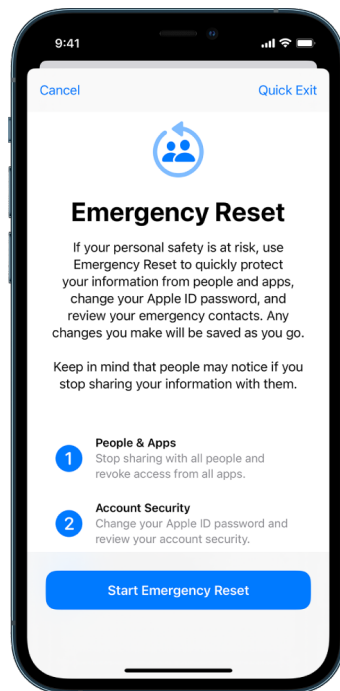 9:41
Cancel
Quick Exit
Emergency Reset
If your personal safety is at risk, use
Emergency Reset to quickly protect
your information from people and apps,
change your Apple ID password, and
review your emergency contacts. Any
changes you make will be saved as you go.
Keep in mind that people may notice if you
stop sharing your information with them.
1
People & Apps
Stop sharing with all people and
revoke access from all apps.
2
Account Security
Change your Apple ID password and
review your account security.
Start Emergency Reset